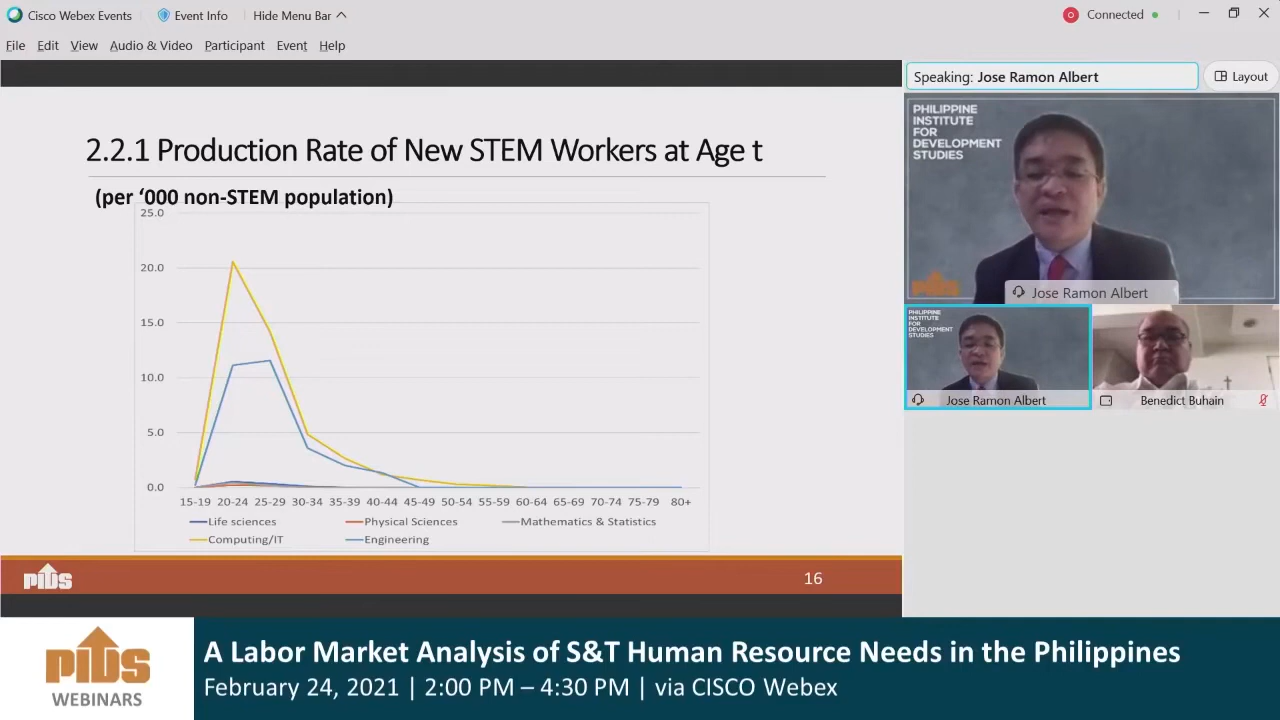 Cisco Webex Events
Event Info
Hide Menu Bar
Connected
File Edit View Audio & Video Participant Event Help
Speaking: Jose Ramon Albert
Layout
2.2.1 Production Rate of New STEM Workers at Age t
(per ‘000 non-STEM population)
25.0
20.0
15.0
10.0
5.0
0.0
15-19 20-24 25-29 30-34 35-39 40-44 45-49 50-54 55-59 60-64 65-69 70-74 75-79 80+
Life sciences Physical Sciences Mathematics & Statistics
Computing/IT Engineering
PIDS
16
PHILIPPINE
INSTITUTE
FOR
DEVELOPMENT
STUDIES
PIDS
Jose Ramon Albert
PHILIPPINE
INSTITUTE
FOR
DEVELOPMENT
STUDIES
Jose Ramon Albert
Benedict Buhain
PIDS
WEBINARS
A Labor Market Analysis of S&T Human Resource Needs in the Philippines
February 24, 2021 | 2:00 PM – 4:30 PM | via CISCO Webex